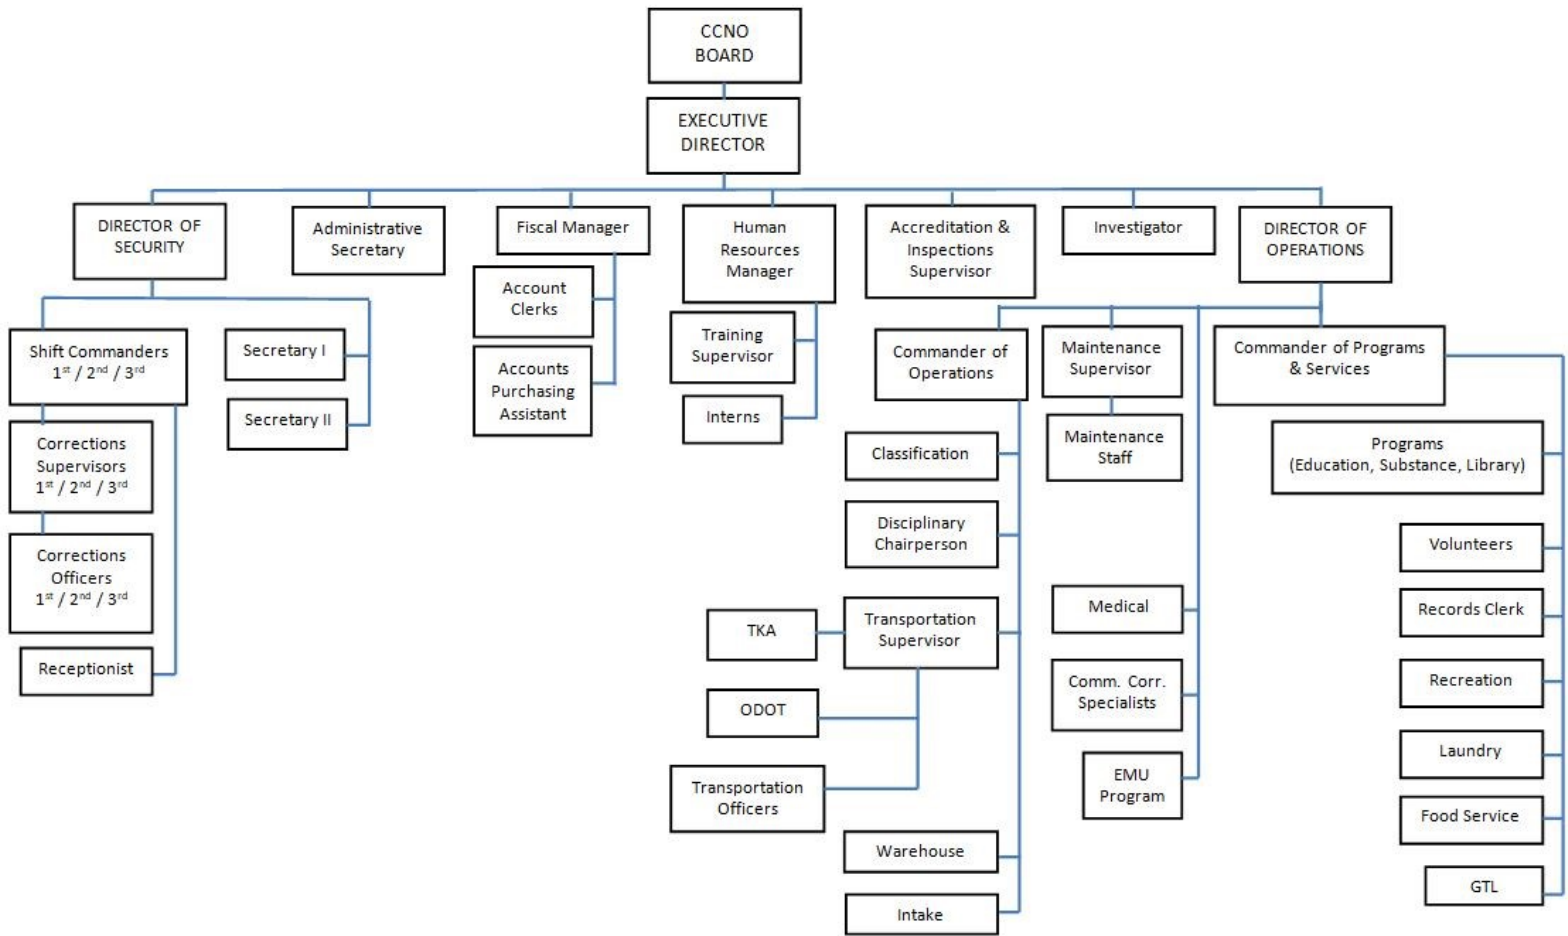 CCNO
BOARD
EXECUTIVE
DIRECTOR
DIRECTOR OF
SECURITY
Administrative
Secretary
Fiscal Manager
Human
Resources
Manager
Accreditation &
Inspections
Supervisor
Investigator
DIRECTOR OF
OPERATIONS
Shift Commanders
1st / 2nd / 3rd
Corrections
Supervisors
1st / 2nd / 3rd
Corrections
Officers
1st / 2nd / 3rd
Receptionist
Secretary I
Secretary II
Account
Clerks
Accounts
Purchasing
Assistant
Training
Supervisor
Interns
Commander of
Operations
Classification
Disciplinary
Chairperson
Transportation
Supervisor
TKA
ODOT
Transportation
Officers
Warehouse
Intake
Maintenance
Supervisor
Maintenance
Staff
Medical
Comm. Corr.
Specialists
EMU
Program
Commander of Programs
& Services
Programs
(Education, Substance, Library)
Volunteers
Records Clerk
Recreation
Laundry
Food Service
GTL